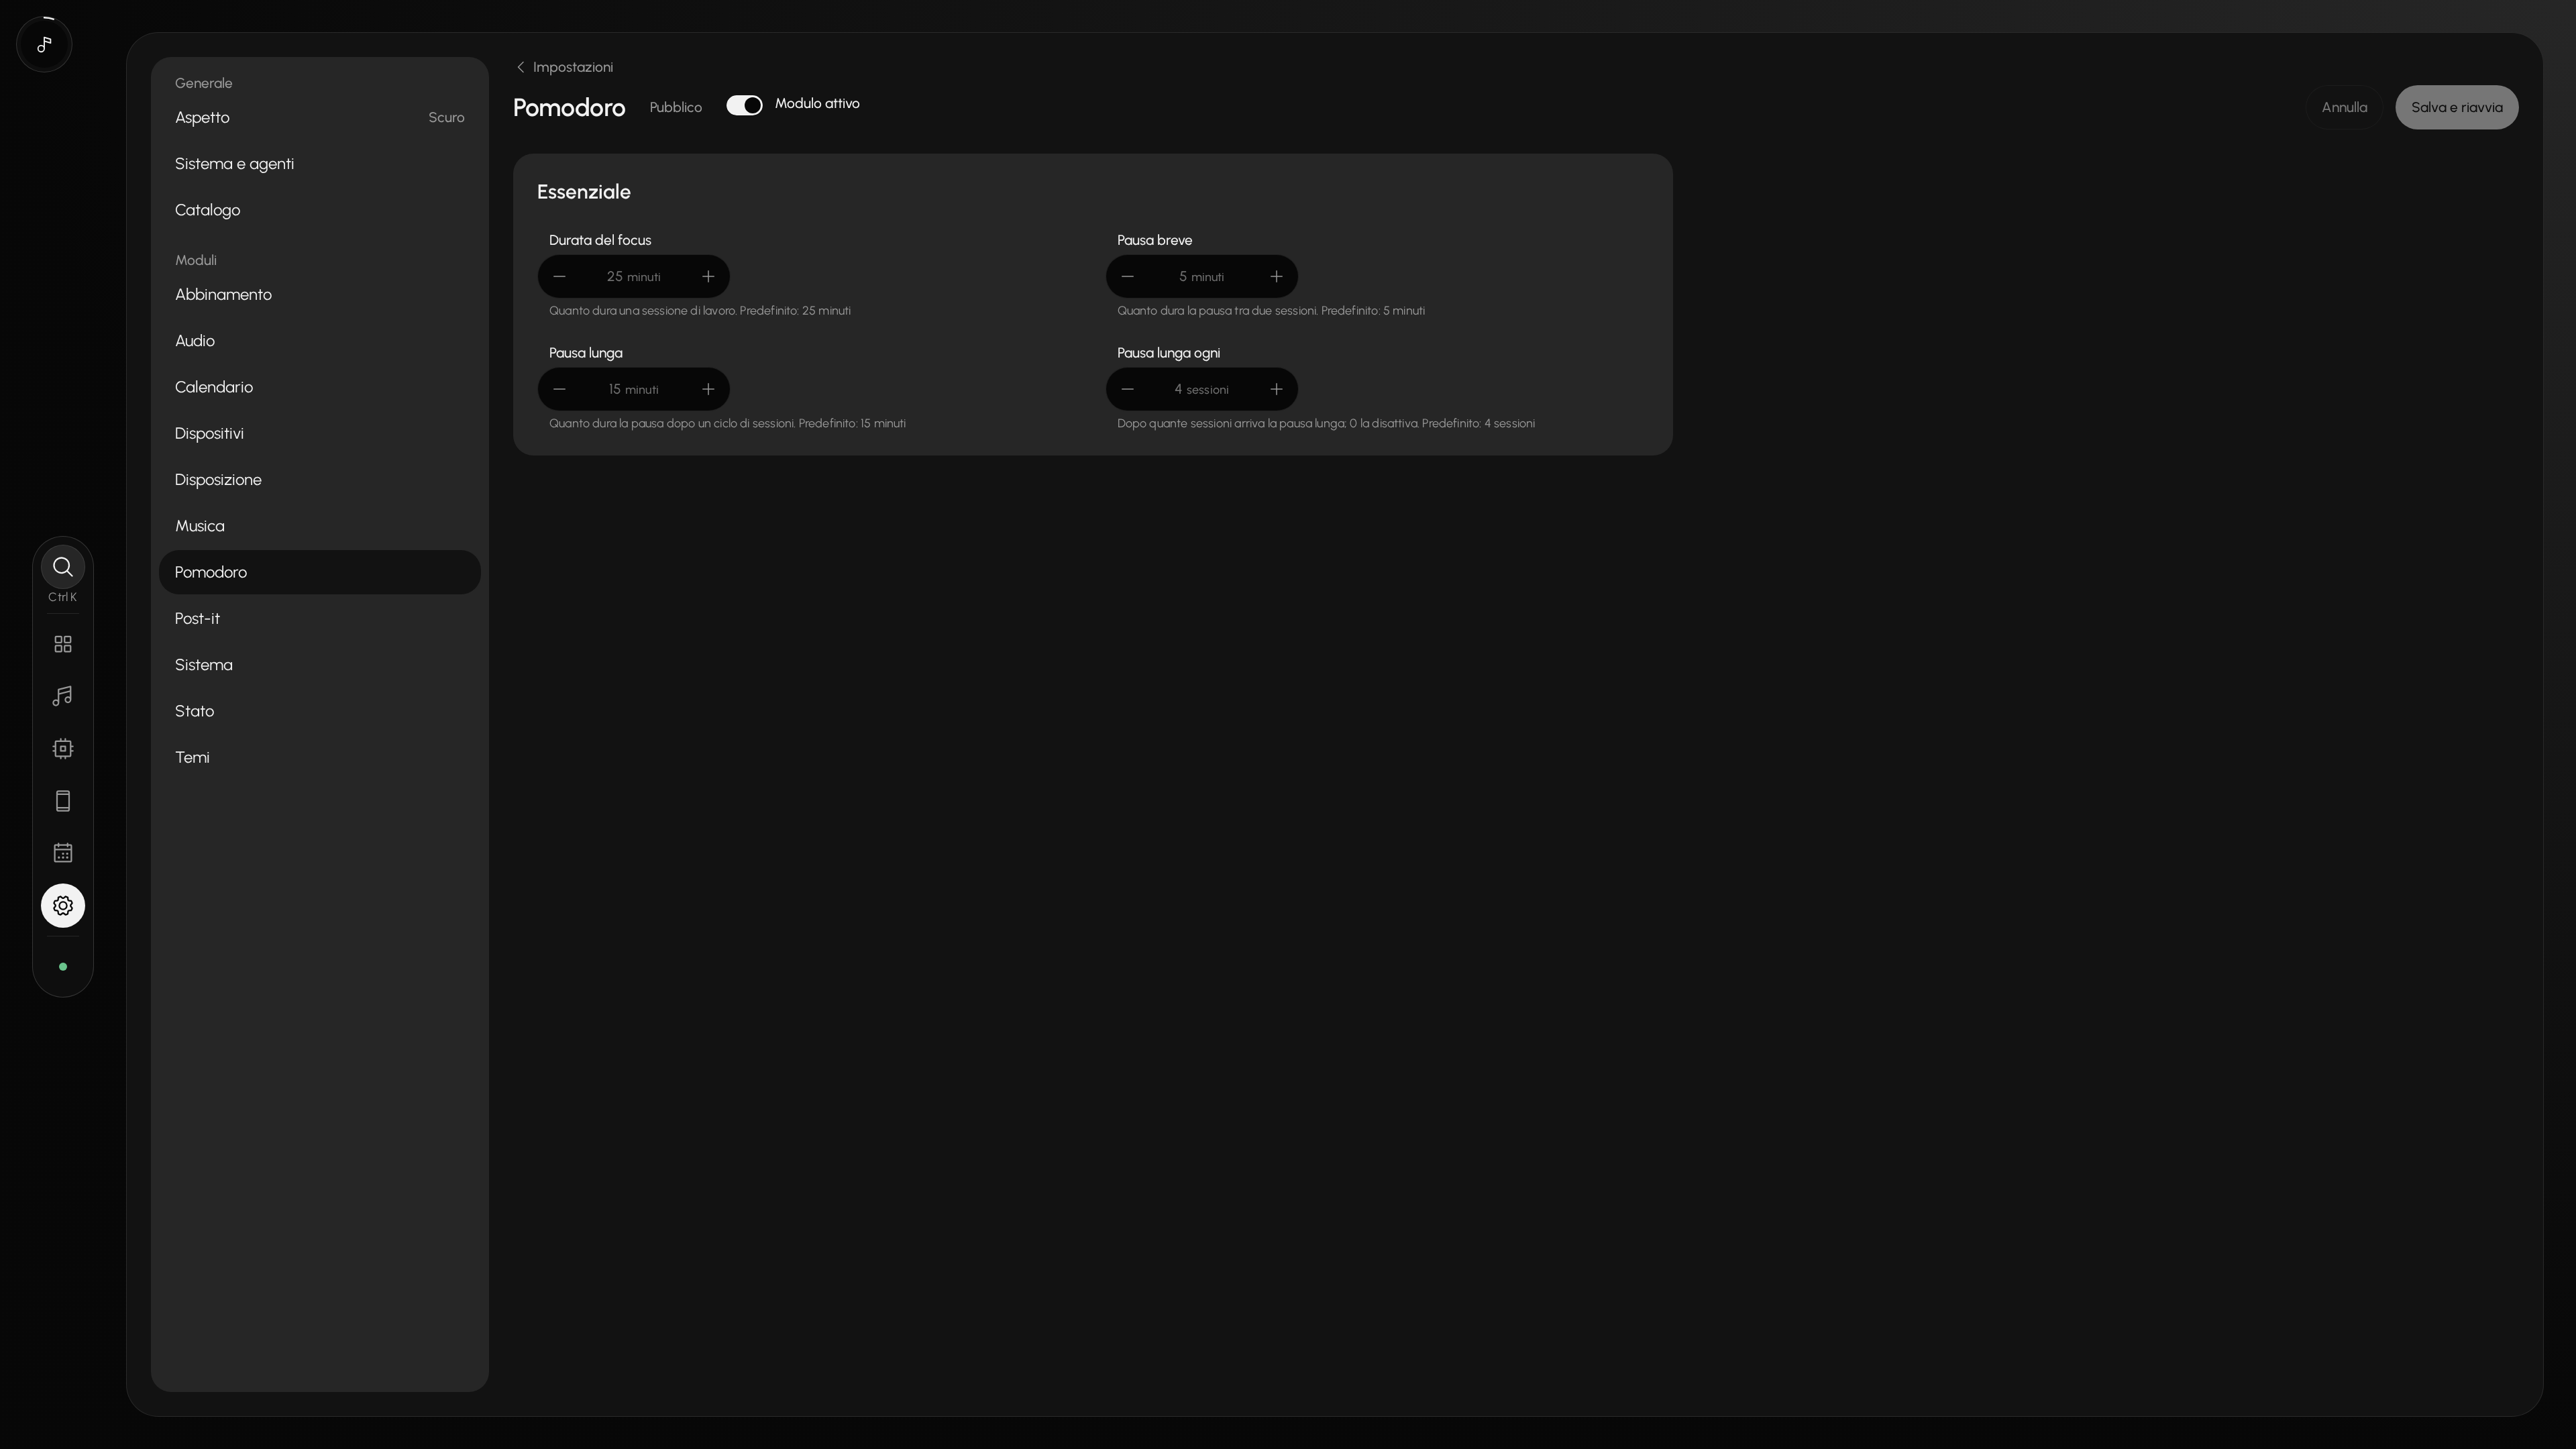 Generale
Aspetto Scuro
Sistema e agenti
Catalogo
Moduli
Abbinamento
Audio
Calendario
Dispositivi
Disposizione
Musica
Pomodoro
Post-it
Sistema
Stato
Temi
Ctrl K
Impostazioni
Pomodoro Pubblico Modulo attivo
Annulla Salva e riavvia
Essenziale
Durata del focus
25 minuti
Quanto dura una sessione di lavoro. Predefinito: 25 minuti
Pausa breve
5 minuti
Quanto dura la pausa tra due sessioni. Predefinito: 5 minuti
Pausa lunga
15 minuti
Quanto dura la pausa dopo un ciclo di sessioni. Predefinito: 15 minuti
Pausa lunga ogni
4 sessioni
Dopo quante sessioni arriva la pausa lunga; 0 la disattiva. Predefinito: 4 sessioni